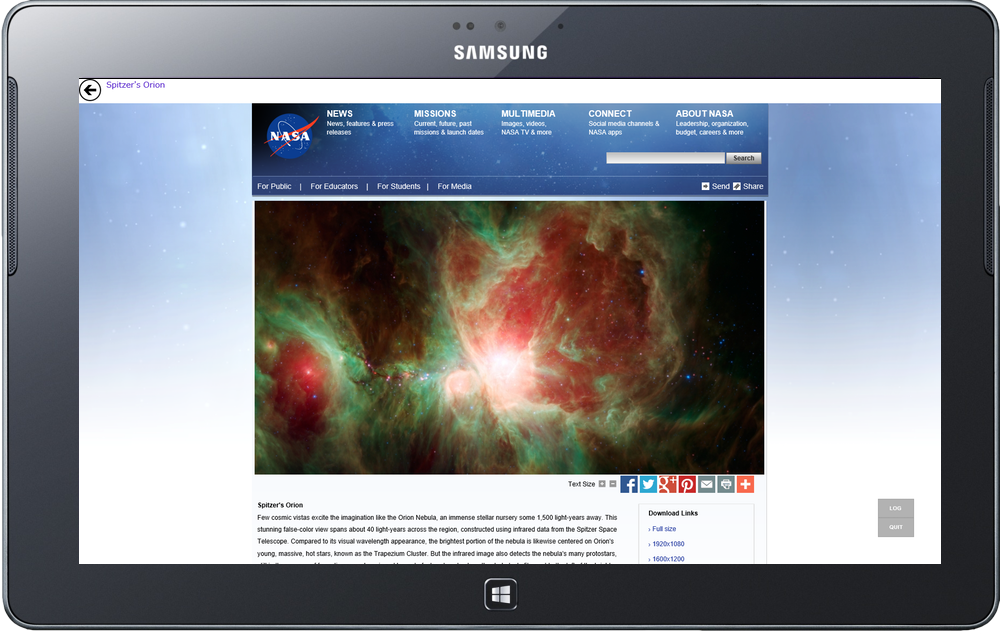 SAMSUNG
Spitzer's Orion
NASA
NEWS
News, features & press
releases
MISSIONS
Current, future, past
missions & launch dates
MULTIMEDIA
Images, videos,
NASA TV & more
CONNECT
Social media channels &
NASA apps
ABOUT NASA
Leadership, organization,
budget, careers & more
Search
For Public | For Educators | For Students | For Media
Send Share
Text Size
Spitzer's Orion
Few cosmic vistas excite the imagination like the Orion Nebula, an immense stellar nursery some 1,500 light-years away. This
stunning false-color view spans about 40 light-years across the region, constructed using infrared data from the Spitzer Space
Telescope. Compared to its visual wavelength appearance, the brightest portion of the nebula is likewise centered on Orion's
young, massive, hot stars, known as the Trapezium Cluster. But the infrared image also detects the nebula's many protostars,
Download Links
› Full size
› 1920x1080
› 1600x1200
LOG
QUIT